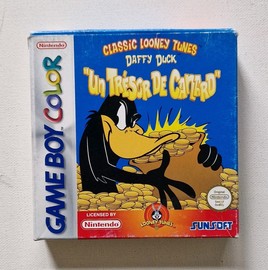 Nintendo
GAME BOY COLOR
CLASSIC LOONEY TUNES
DAFFY DUCK
"UN TRÉSOR DE CANARD"
LICENSED BY
Nintendo
LOONEY TUNES
SUNSOFT